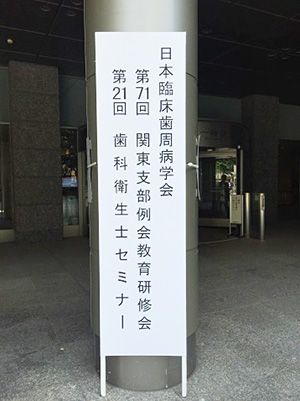 日本臨床歯周病学会
第71回 関東支部例会教育研修会
第21回 歯科衛生士セミナー